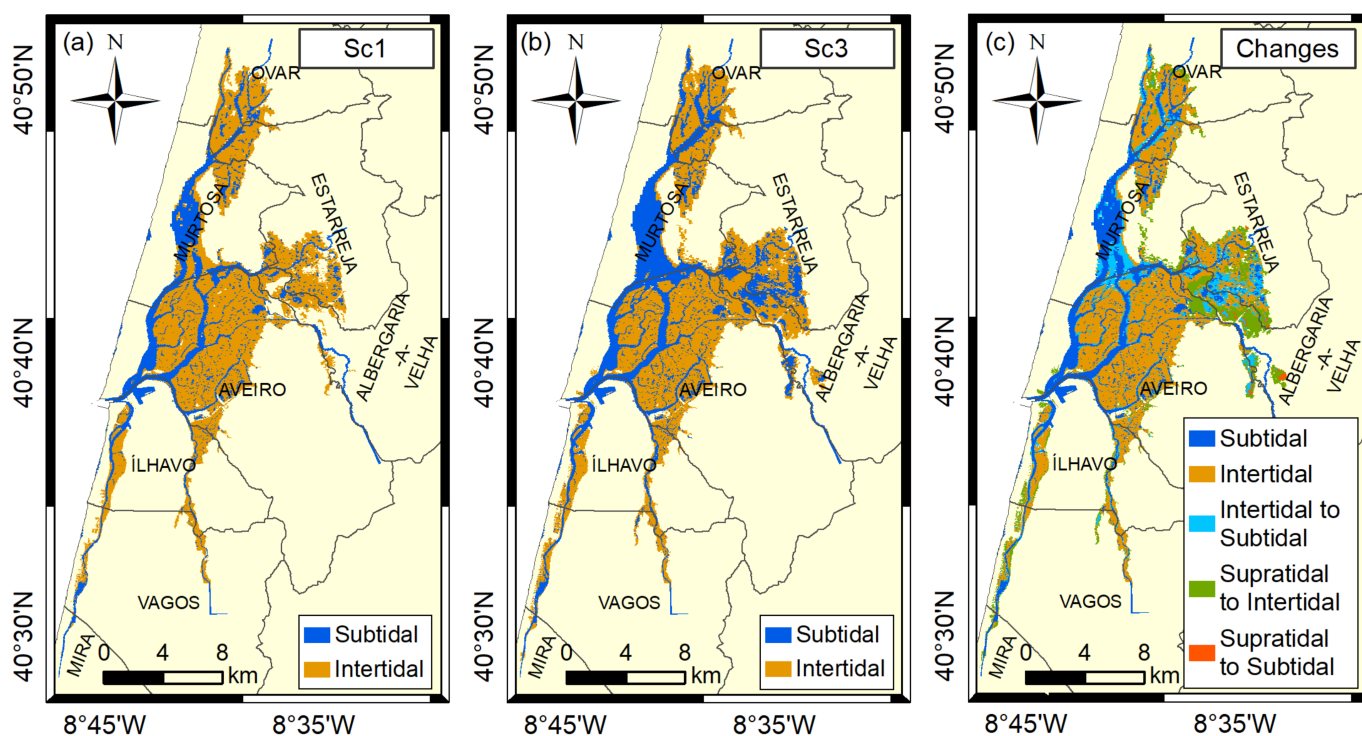 (a)
N
Sc1
OVAR
MURTOSA
ESTARREJA
ALBERGARIA
-A-
VELHA
AVEIRO
ÍLHAVO
VAGOS
MIRA
40°50'N
40°40'N
40°30'N
0 4 8
km
Subtidal
Intertidal
8°45'W 8°35'W
(b)
N
Sc3
OVAR
MURTOSA
ESTARREJA
ALBERGARIA
-A-
VELHA
AVEIRO
ÍLHAVO
VAGOS
MIRA
40°50'N
40°40'N
40°30'N
0 4 8
km
Subtidal
Intertidal
8°45'W 8°35'W
(c)
N
Changes
OVAR
MURTOSA
ESTARREJA
ALBERGARIA
-A-
VELHA
AVEIRO
ÍLHAVO
VAGOS
MIRA
40°50'N
40°40'N
40°30'N
0 4 8
km
Subtidal
Intertidal
Intertidal to
Subtidal
Supratidal
to Intertidal
Supratidal
to Subtidal
8°45'W 8°35'W